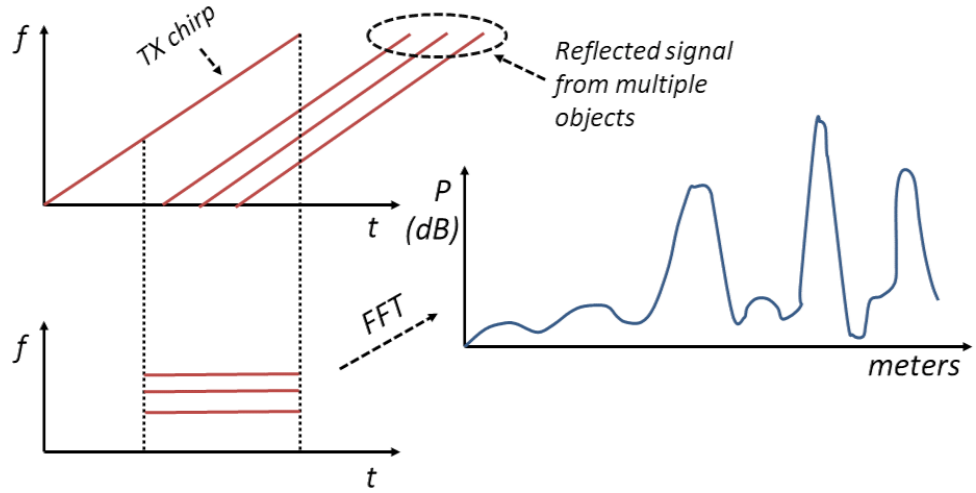 f
TX chirp
t
Reflected signal
from multiple
objects
P
(dB)
meters
FFT
f
t